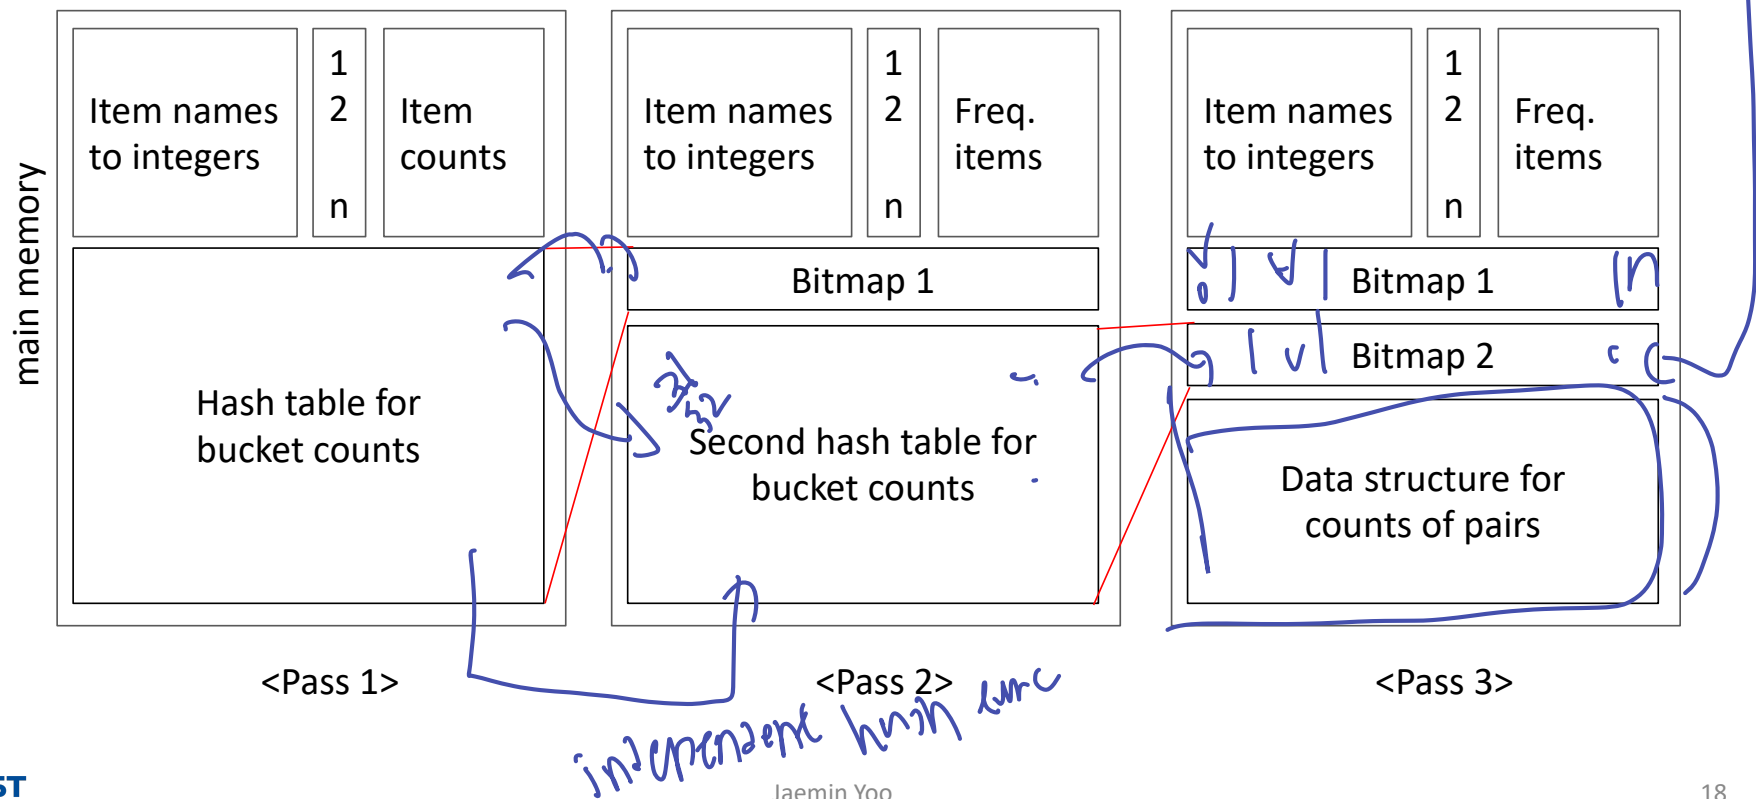 main memory
Item names
to integers
1
2
n
Item
counts
Hash table for
bucket counts
<Pass 1>
Item names
to integers
1
2
n
Freq.
items
Bitmap 1
31
32
Second hash table for
bucket counts
<Pass 2>
independent hash func
Item names
to integers
1
2
n
Freq.
items
Bitmap 1
Bitmap 2
Data structure for
counts of pairs
<Pass 3>
ST
Jaemin Yoo
18